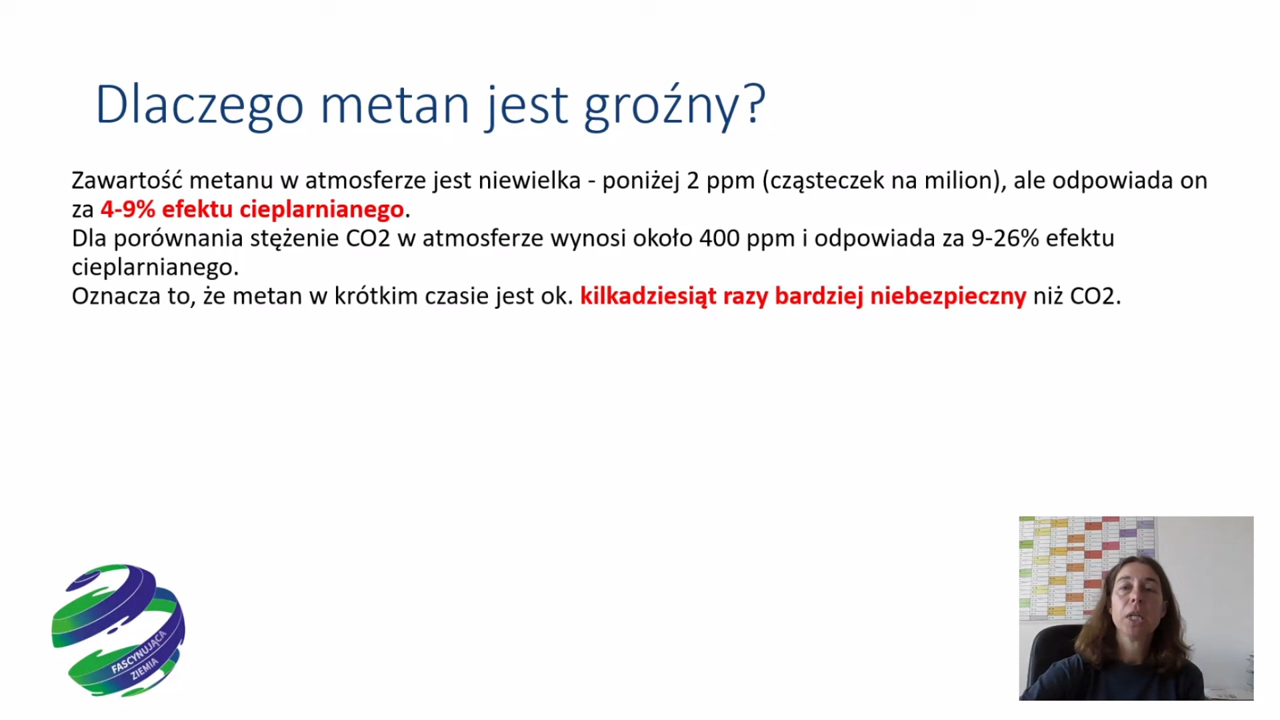 Dlaczego metan jest groźny?
Zawartość metanu w atmosferze jest niewielka - poniżej 2 ppm (cząsteczek na milion), ale odpowiada on
za 4-9% efektu cieplarnianego.
Dla porównania stężenie CO2 w atmosferze wynosi około 400 ppm i odpowiada za 9-26% efektu
cieplarnianego.
Oznacza to, że metan w krótkim czasie jest ok. kilkadziesiąt razy bardziej niebezpieczny niż CO2.
FASCYNUJĄCA
ZIEMIA